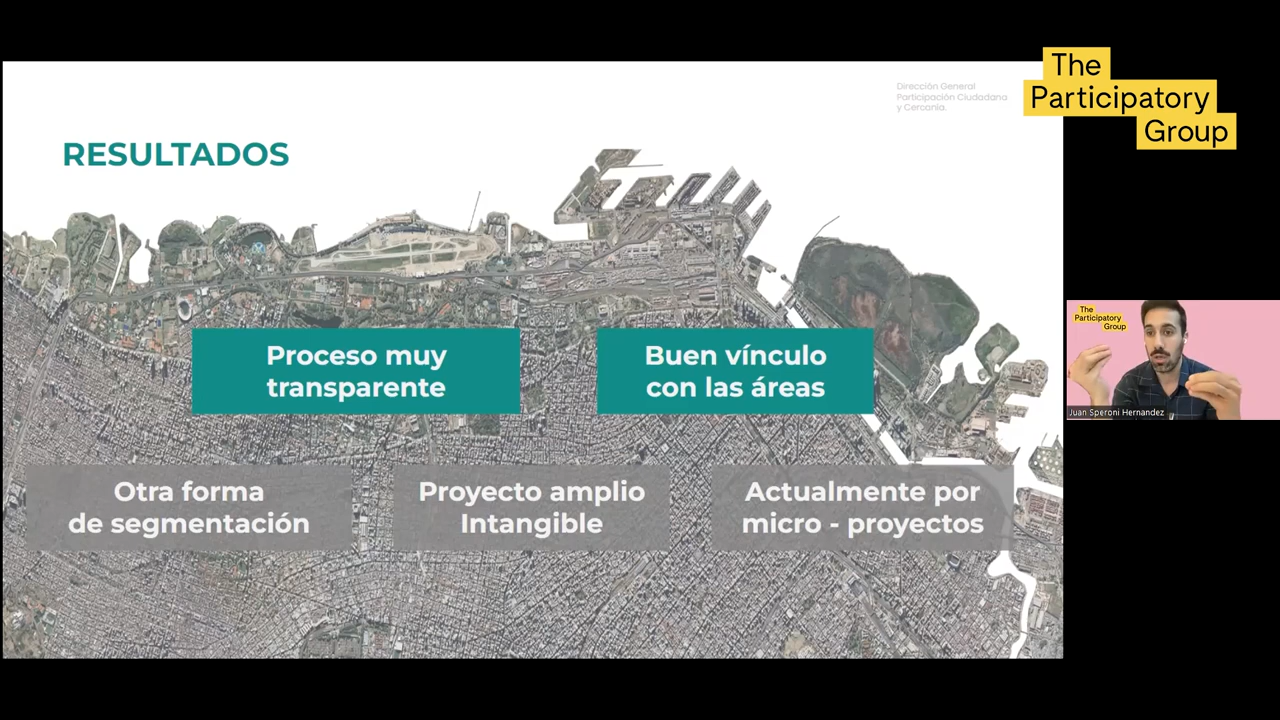 Dirección General
Participación Ciudadana
y Cercanía.
The
Participatory
Group
RESULTADOS
Proceso muy
transparente
Buen vínculo
con las áreas
Otra forma
de segmentación
Proyecto amplio
Intangible
Actualmente por
micro - proyectos
The
Participatory
Group
Juan Speroni Hernandez